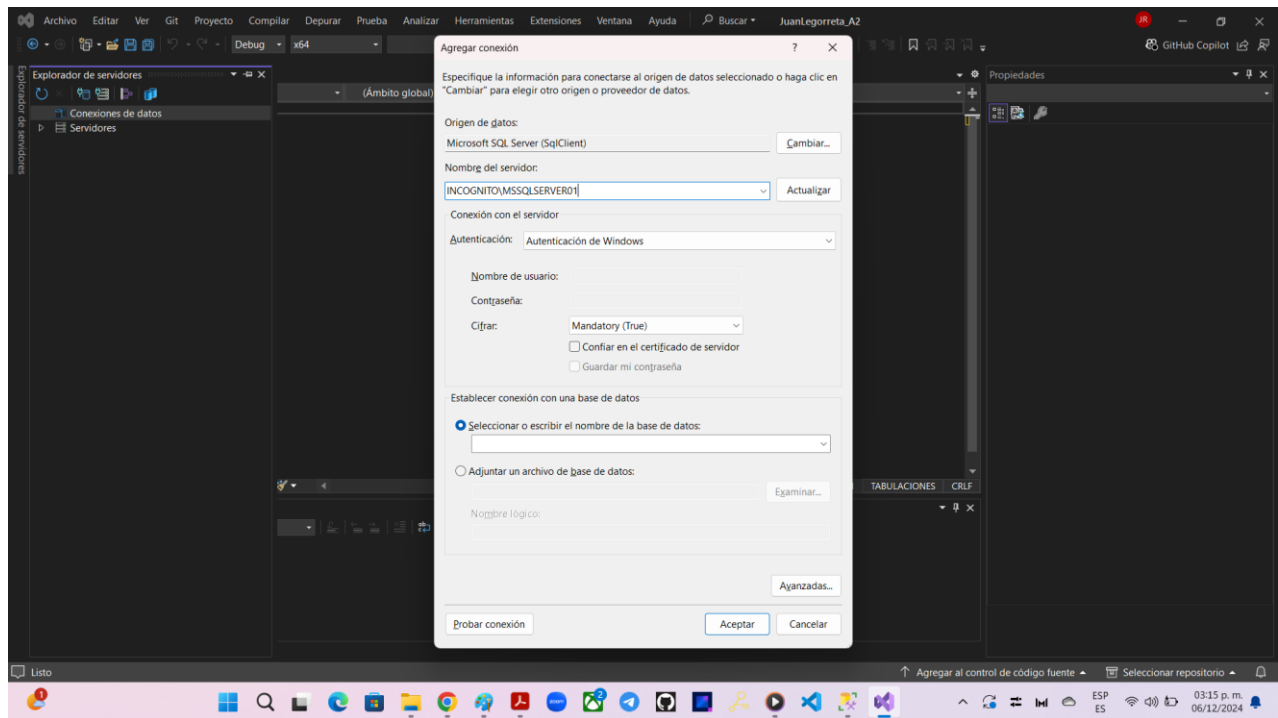 Archivo Editar Ver Git Proyecto Compilar Depurar Prueba Analizar Herramientas Extensiones Ventana Ayuda Buscar JuanLegorreta_A2 JR
Debug x64 GitHub Copilot
Agregar conexión ? ×
Explorador de servidores
Explorador de servidores
Propiedades
(Ámbito global)
Conexiones de datos
Servidores
Especifique la información para conectarse al origen de datos seleccionado o haga clic en
"Cambiar" para elegir otro origen o proveedor de datos.
Origen de datos:
Microsoft SQL Server (SqlClient) Cambiar...
Nombre del servidor:
INCOGNITO\MSSQLSERVER01 Actualizar
Conexión con el servidor
Autenticación: Autenticación de Windows
Nombre de usuario:
Contraseña:
Cifrar: Mandatory (True)
Confiar en el certificado de servidor
Guardar mi contraseña
Establecer conexión con una base de datos
Seleccionar o escribir el nombre de la base de datos:
Adjuntar un archivo de base de datos:
Examinar...
Nombre lógico:
TABULACIONES CRLF
Avanzadas...
Probar conexión Aceptar Cancelar
Listo Agregar al control de código fuente Seleccionar repositorio
2
ESP
ES
03:15 p. m.
06/12/2024